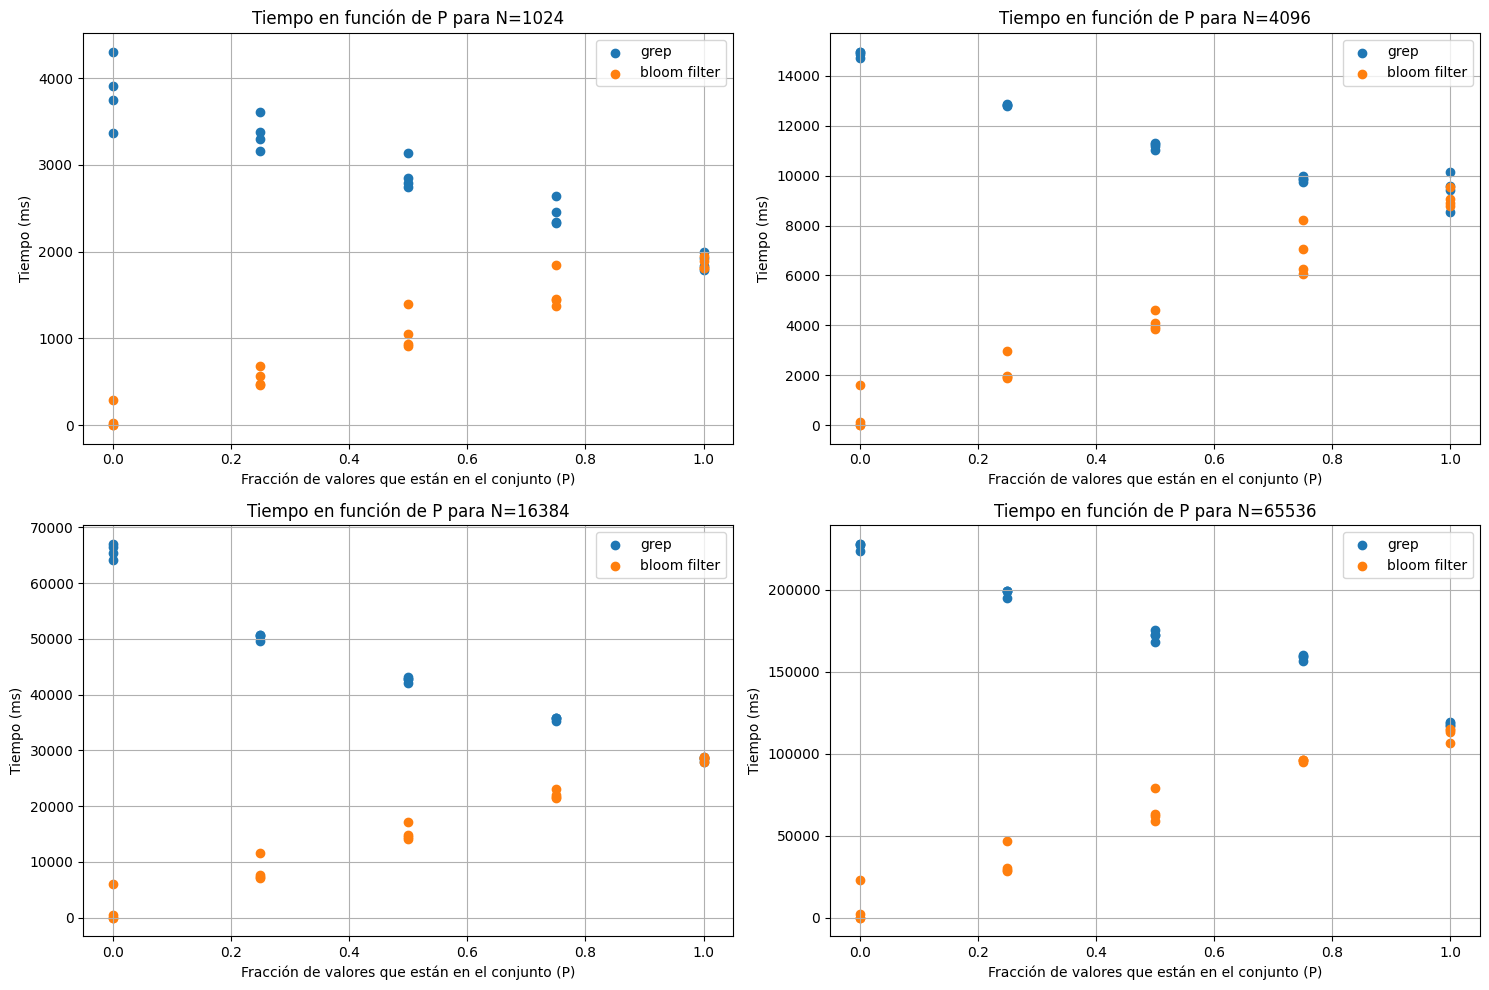 Tiempo en función de P para N=1024
4000
3000
2000
1000
0
Tiempo (ms)
grep
bloom filter
0.0 0.2 0.4 0.6 0.8 1.0
Fracción de valores que están en el conjunto (P)
Tiempo en función de P para N=4096
14000
12000
10000
8000
6000
4000
2000
0
Tiempo (ms)
grep
bloom filter
0.0 0.2 0.4 0.6 0.8 1.0
Fracción de valores que están en el conjunto (P)
Tiempo en función de P para N=16384
70000
60000
50000
40000
30000
20000
10000
0
Tiempo (ms)
grep
bloom filter
0.0 0.2 0.4 0.6 0.8 1.0
Fracción de valores que están en el conjunto (P)
Tiempo en función de P para N=65536
200000
150000
100000
50000
0
Tiempo (ms)
grep
bloom filter
0.0 0.2 0.4 0.6 0.8 1.0
Fracción de valores que están en el conjunto (P)